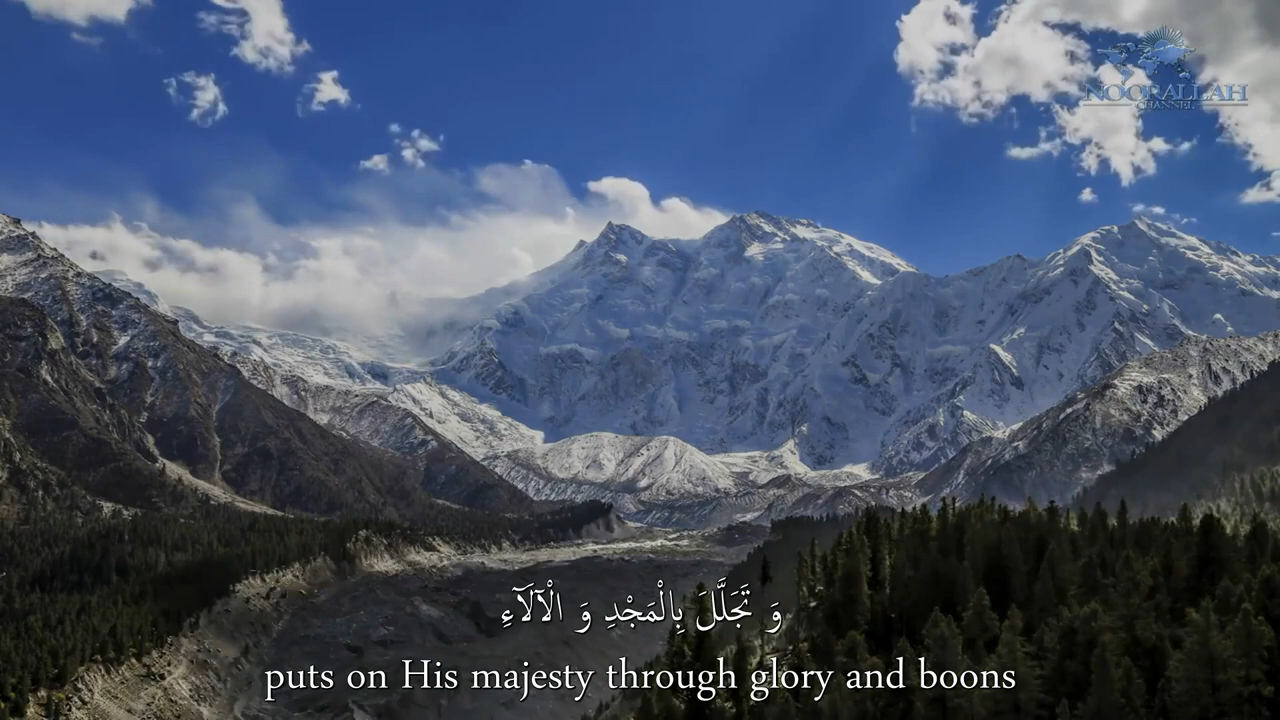 NOORALLAH
CHANNEL
وَ تَجَلَّلَ بِالْمَجْدِ وَ الْآلَآءِ
puts on His majesty through glory and boons